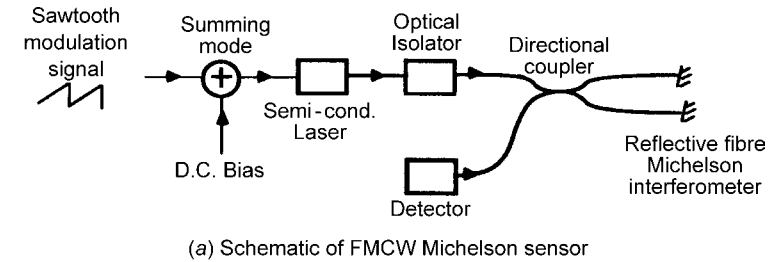 Sawtooth
modulation
signal
Summing
mode
+
D.C. Bias
Semi-cond.
Laser
Optical
Isolator
Directional
coupler
Detector
Reflective fibre
Michelson
interferometer
(a) Schematic of FMCW Michelson sensor